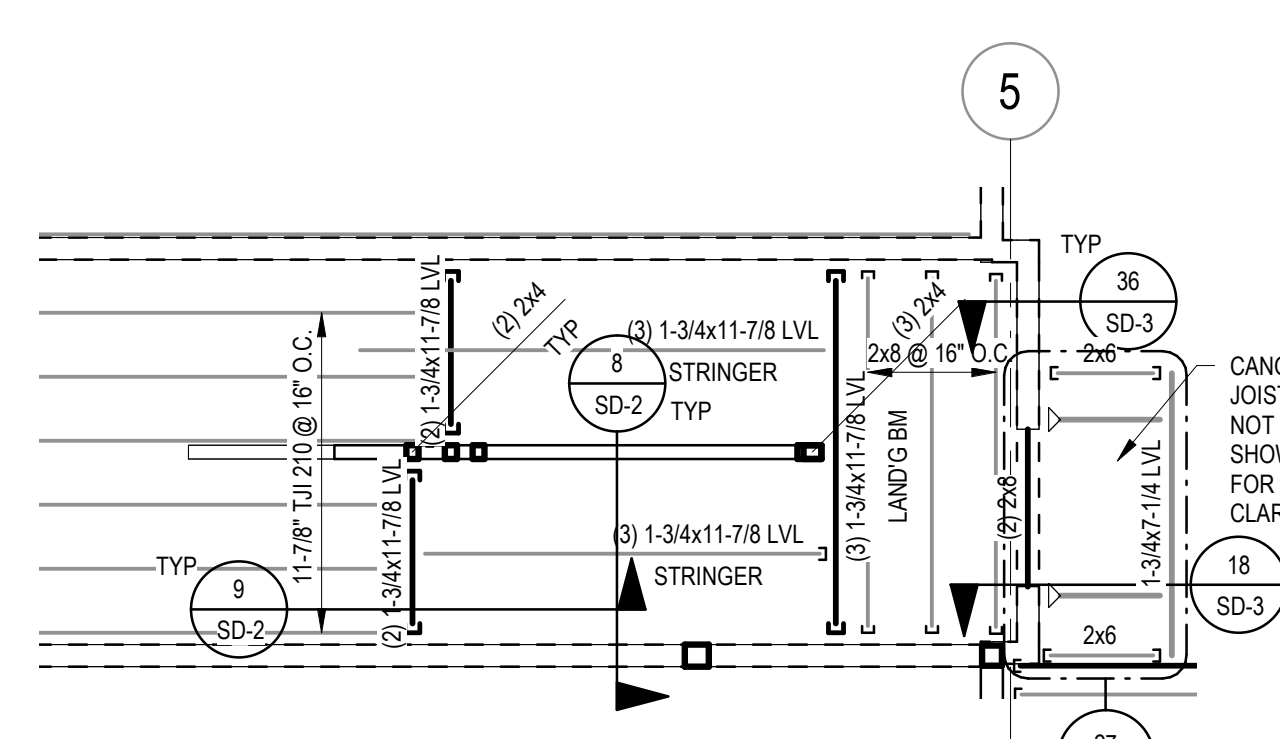 5
TYP
36
SD-3
(2) 2x4
TYP
(2) 1-3/4x11-7/8 LVL
(3) 1-3/4x11-7/8 LVL
STRINGER
8
SD-2
TYP
(3) 2x4
2x8 @ 16" O.C.
2x6
11-7/8" TJI 210 @ 16" O.C.
(3) 1-3/4x11-7/8 LVL
LAND'G BM
(2) 2x8
1-3/4x7-1/4 LVL
JOIST
NOT
SHOW
FOR
(2) 1-3/4x11-7/8 LVL
(3) 1-3/4x11-7/8 LVL
STRINGER
TYP
9
SD-2
18
SD-3
2x6